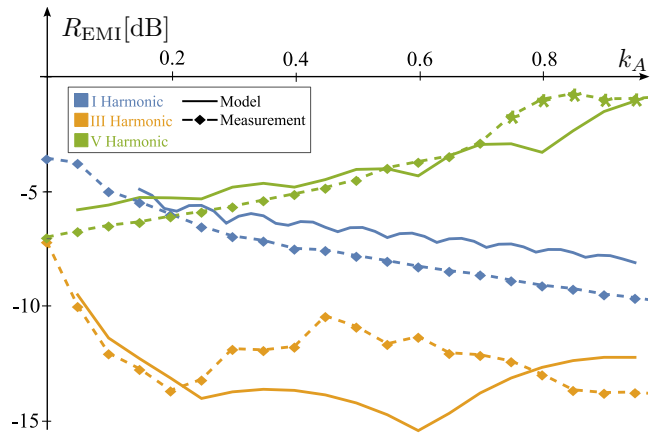 R_EMI[dB]
0.2 0.4 0.6 0.8 k_A
I Harmonic Model
III Harmonic Measurement
V Harmonic
-5
-10
-15